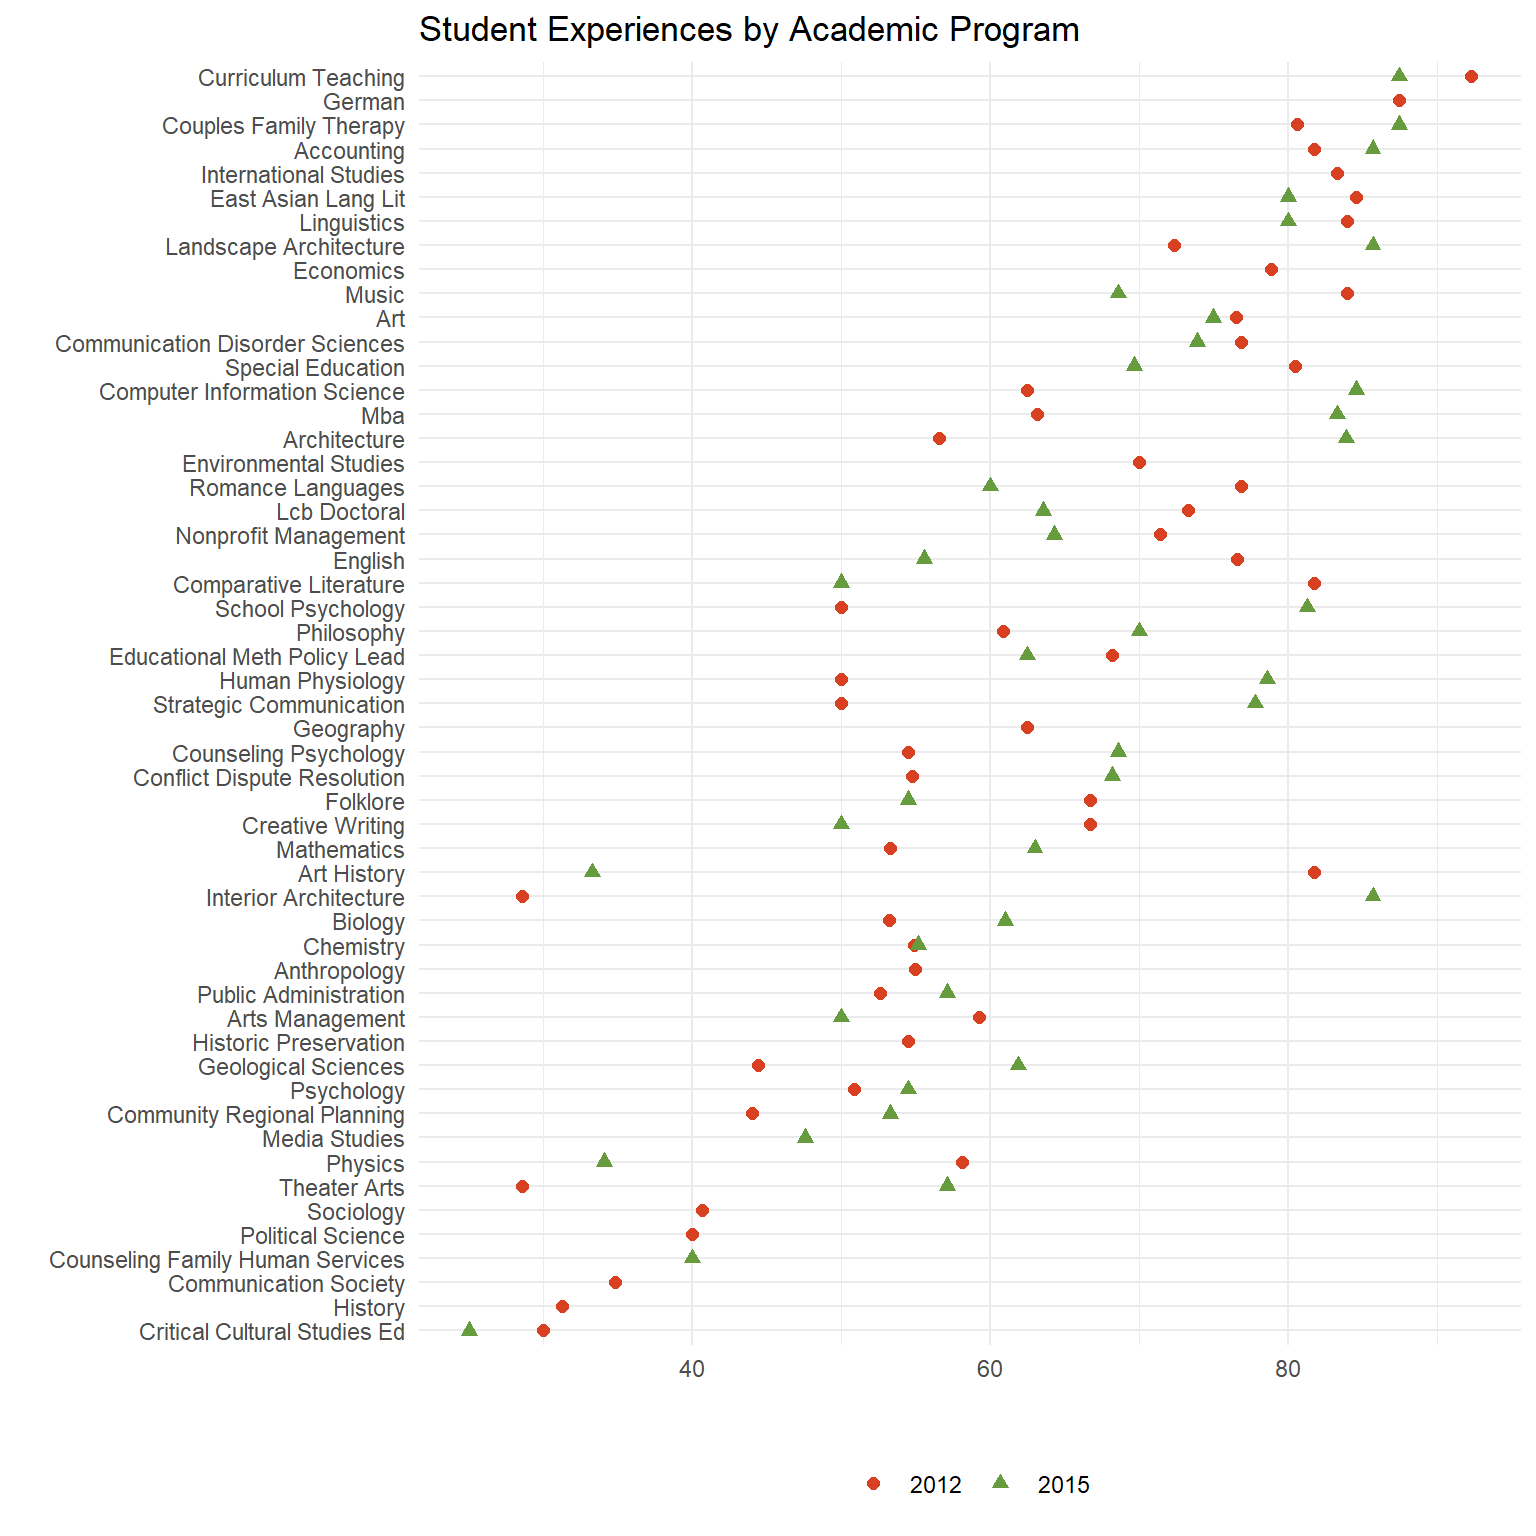 Student Experiences by Academic Program
Curriculum Teaching
German
Couples Family Therapy
Accounting
International Studies
East Asian Lang Lit
Linguistics
Landscape Architecture
Economics
Music
Art
Communication Disorder Sciences
Special Education
Computer Information Science
Mba
Architecture
Environmental Studies
Romance Languages
Lcb Doctoral
Nonprofit Management
English
Comparative Literature
School Psychology
Philosophy
Educational Meth Policy Lead
Human Physiology
Strategic Communication
Geography
Counseling Psychology
Conflict Dispute Resolution
Folklore
Creative Writing
Mathematics
Art History
Interior Architecture
Biology
Chemistry
Anthropology
Public Administration
Arts Management
Historic Preservation
Geological Sciences
Psychology
Community Regional Planning
Media Studies
Physics
Theater Arts
Sociology
Political Science
Counseling Family Human Services
Communication Society
History
Critical Cultural Studies Ed
40 60 80
2012 2015